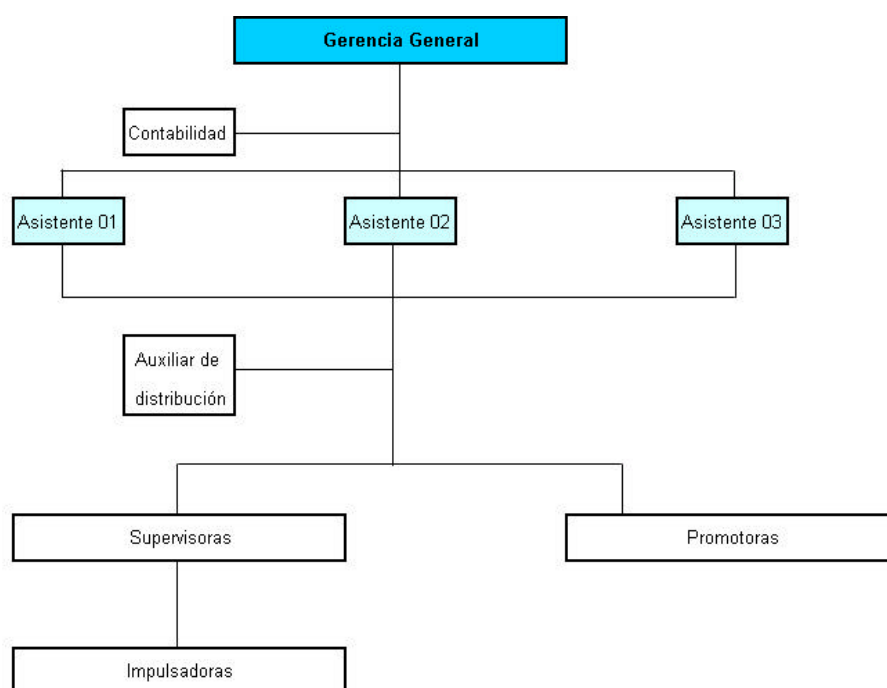 Gerencia General
Contabilidad
Asistente 01
Asistente 02
Asistente 03
Auxiliar de
distribución
Supervisoras
Promotoras
Impulsadoras